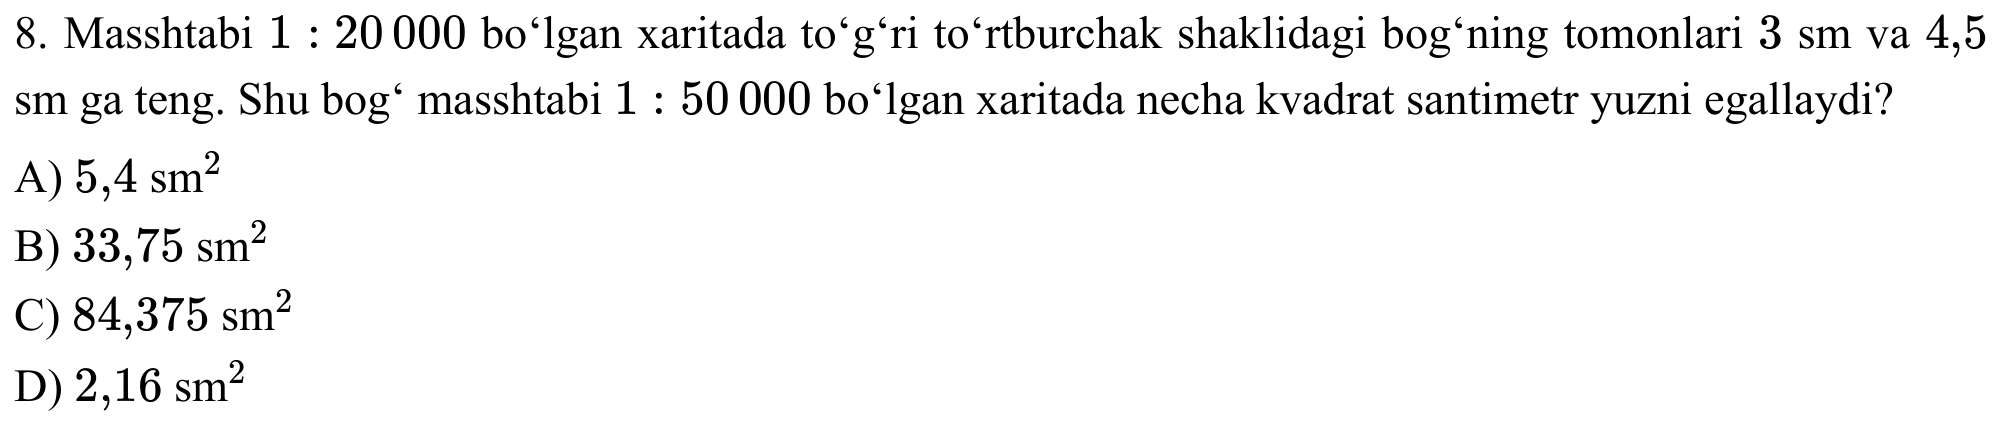 8. Masshtabi 1 : 20 000 bo‘lgan xaritada to‘g‘ri to‘rtburchak shaklidagi bog‘ning tomonlari 3 sm va 4,5
sm ga teng. Shu bog‘ masshtabi 1 : 50 000 bo‘lgan xaritada necha kvadrat santimetr yuzni egallaydi?
A) 5,4 sm²
B) 33,75 sm²
C) 84,375 sm²
D) 2,16 sm²